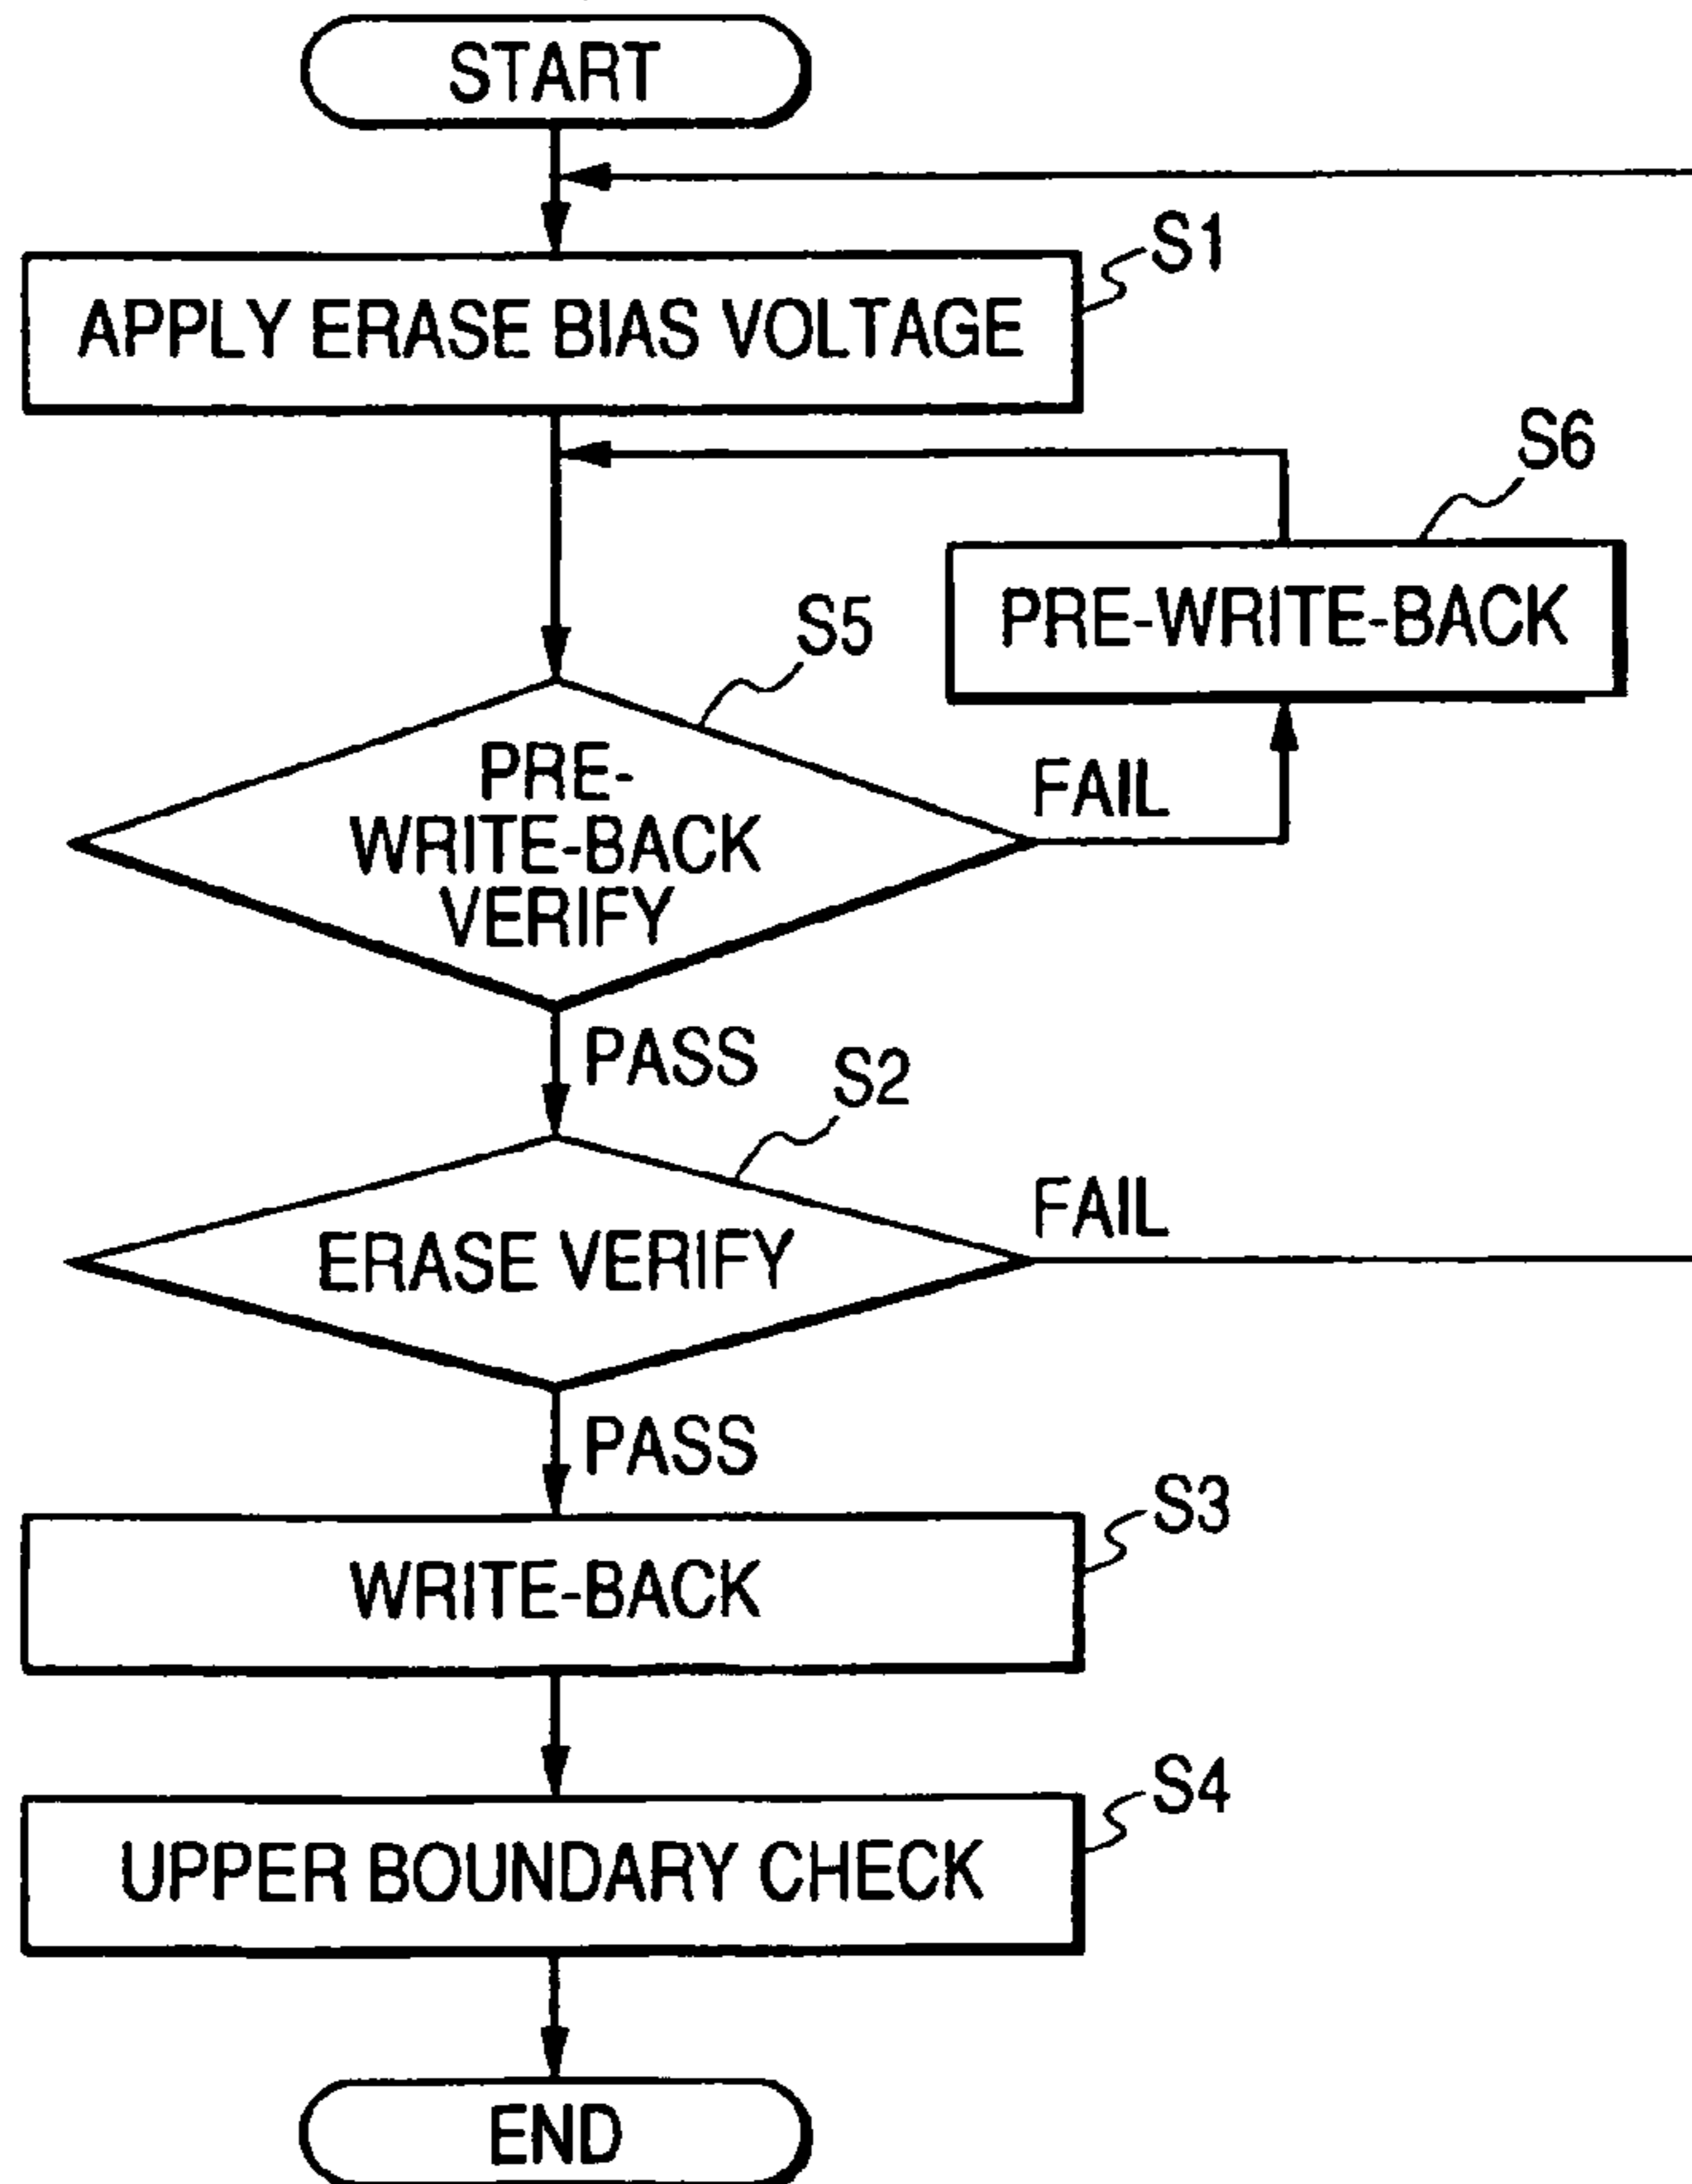 START
S1
APPLY ERASE BIAS VOLTAGE
S6
PRE-WRITE-BACK
S5
PRE-
WRITE-BACK
VERIFY
FAIL
PASS
S2
ERASE VERIFY
FAIL
PASS
S3
WRITE-BACK
S4
UPPER BOUNDARY CHECK
END